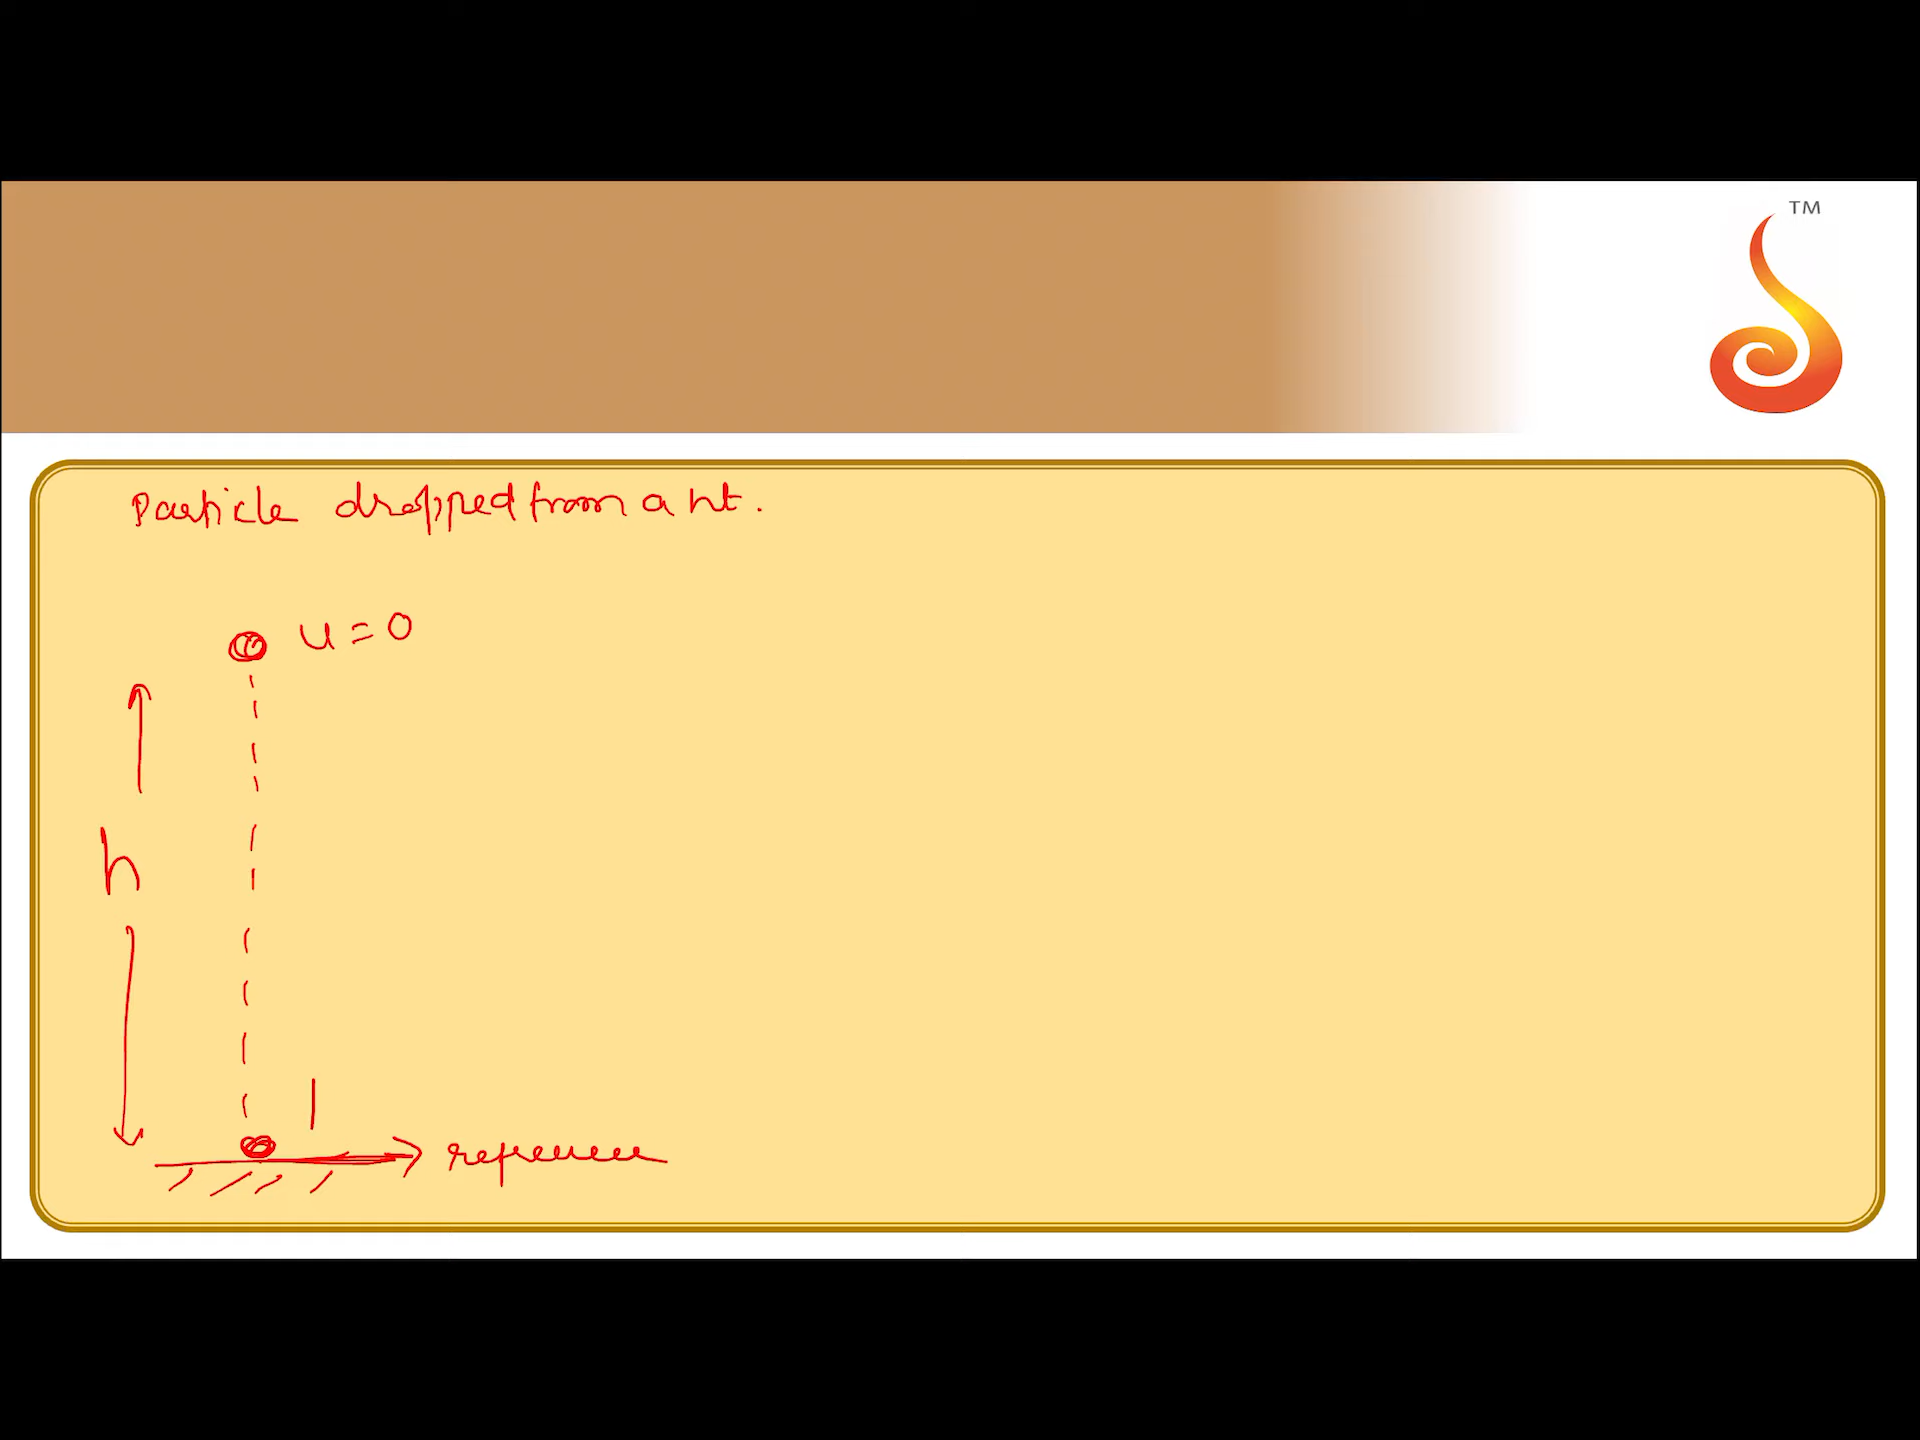 TM
Particle dropped from a ht.
u = 0
h
reference